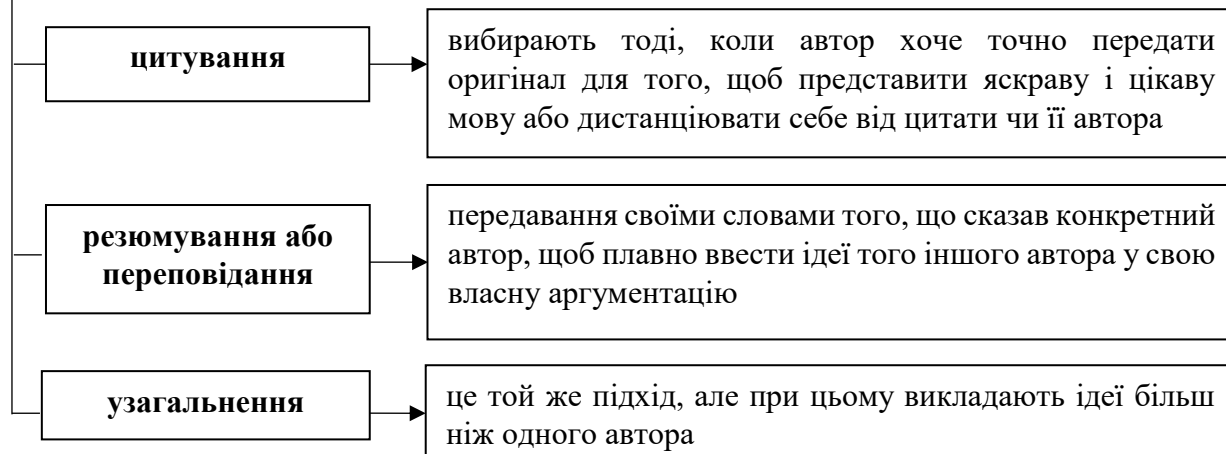 цитування
вибирають тоді, коли автор хоче точно передати
оригінал для того, щоб представити яскраву і цікаву
мову або дистанціювати себе від цитати чи її автора
резюмування або
переповідання
передавання своїми словами того, що сказав конкретний
автор, щоб плавно ввести ідеї того іншого автора у свою
власну аргументацію
узагальнення
це той же підхід, але при цьому викладають ідеї більш
ніж одного автора